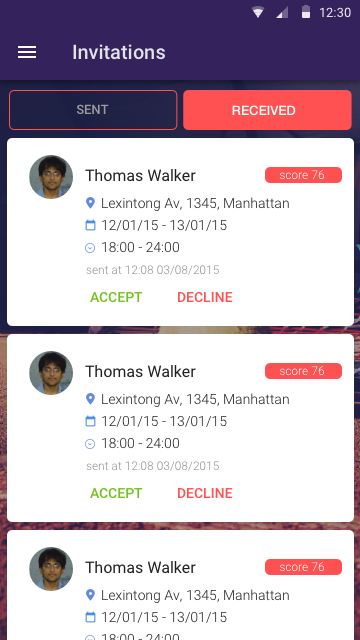 12:30
Invitations
SENT
RECEIVED
Thomas Walker
score 76
Lexintong Av, 1345, Manhattan
12/01/15 - 13/01/15
18:00 - 24:00
sent at 12:08 03/08/2015
ACCEPT DECLINE
Thomas Walker
score 76
Lexintong Av, 1345, Manhattan
12/01/15 - 13/01/15
18:00 - 24:00
sent at 12:08 03/08/2015
ACCEPT DECLINE
Thomas Walker
score 76
Lexintong Av, 1345, Manhattan
12/01/15 - 13/01/15
18:00 - 24:00